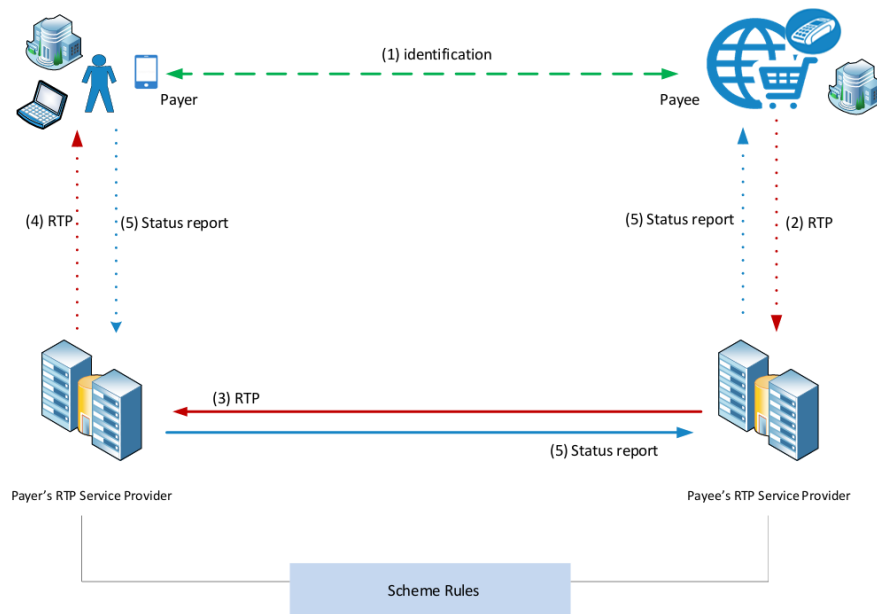 (1) identification
Payer
Payee
(4) RTP
(5) Status report
(5) Status report
(2) RTP
(3) RTP
(5) Status report
Payer’s RTP Service Provider
Payee’s RTP Service Provider
Scheme Rules